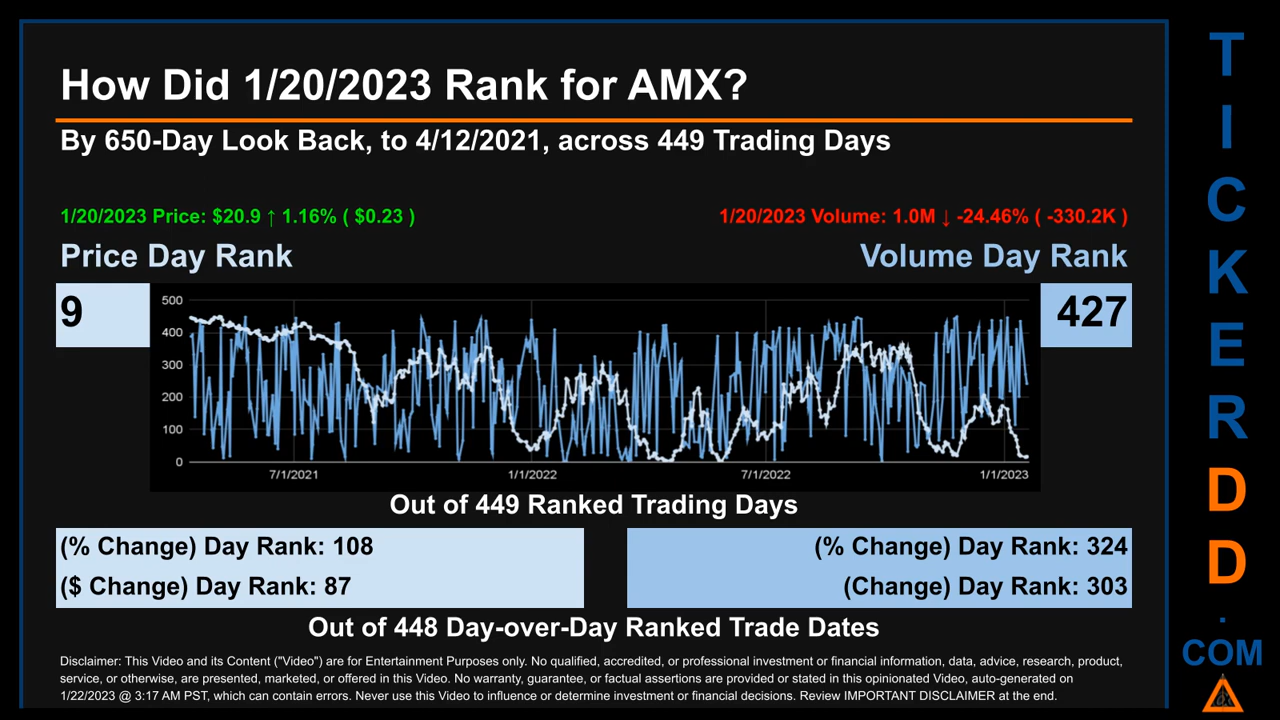 How Did 1/20/2023 Rank for AMX?
By 650-Day Look Back, to 4/12/2021, across 449 Trading Days
1/20/2023 Price: $20.9 ↑ 1.16% ( $0.23 )
1/20/2023 Volume: 1.0M ↓ -24.46% ( -330.2K )
Price Day Rank
Volume Day Rank
9
427
500
400
300
200
100
0
7/1/2021
1/1/2022
7/1/2022
1/1/2023
Out of 449 Ranked Trading Days
(% Change) Day Rank: 108
($ Change) Day Rank: 87
(% Change) Day Rank: 324
(Change) Day Rank: 303
Out of 448 Day-over-Day Ranked Trade Dates
Disclaimer: This Video and its Content ("Video") are for Entertainment Purposes only. No qualified, accredited, or professional investment or financial information, data, advice, research, product,
service, or otherwise, are presented, marketed, or offered in this Video. No warranty, guarantee, or factual assertions are provided or stated in this opinionated Video, auto-generated on
1/22/2023 @ 3:17 AM PST, which can contain errors. Never use this Video to influence or determine investment or financial decisions. Review IMPORTANT DISCLAIMER at the end.
T
I
C
K
E
R
D
D
.
COM